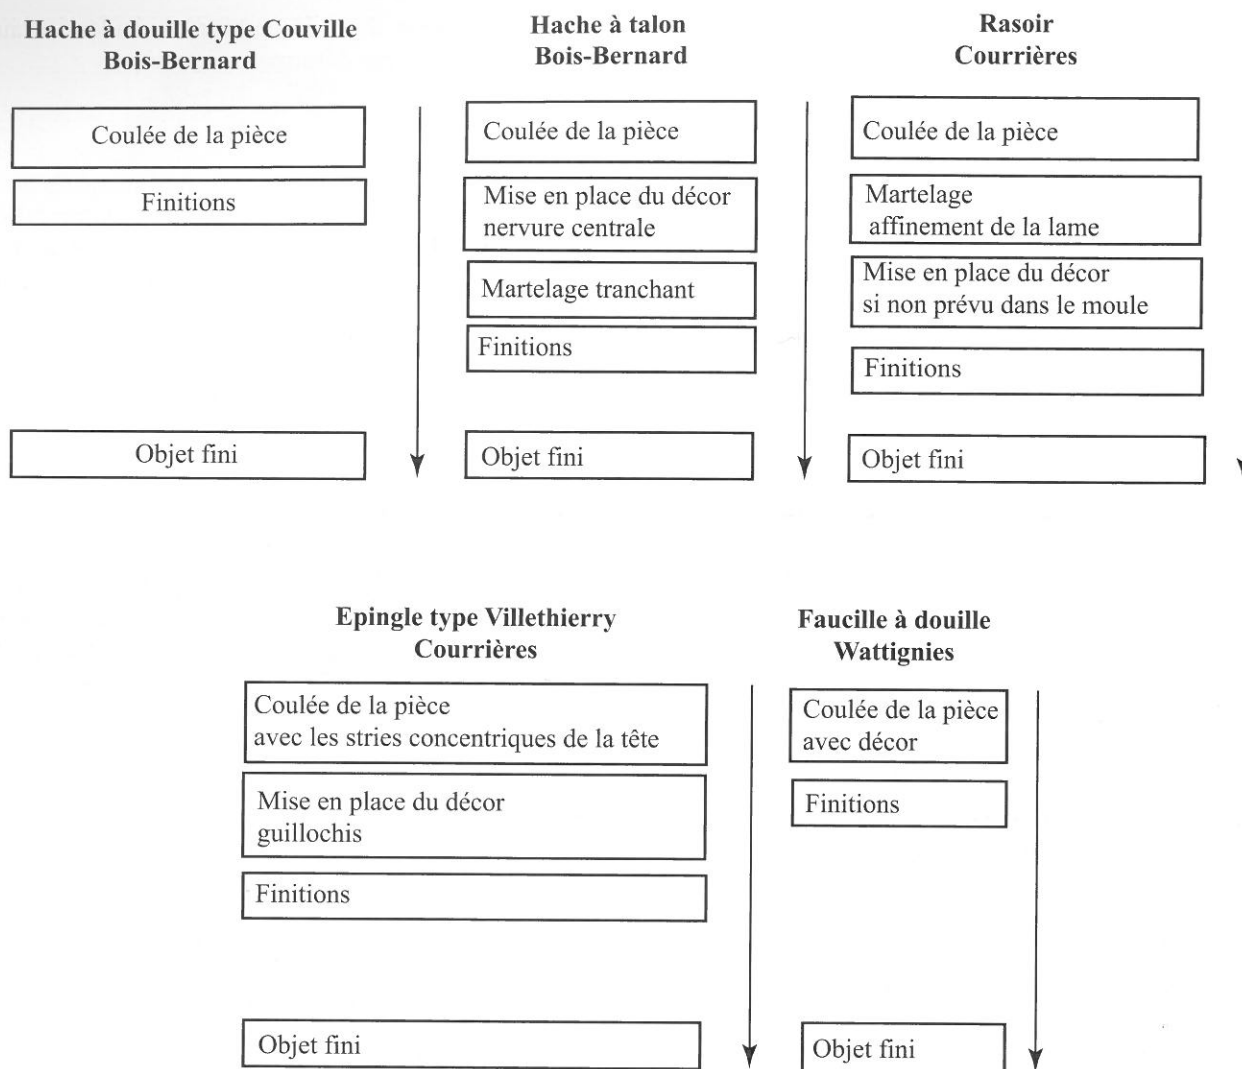 Hache à douille type Couville
Bois-Bernard
Coulée de la pièce
Finitions
Objet fini
Hache à talon
Bois-Bernard
Coulée de la pièce
Mise en place du décor
nervure centrale
Martelage tranchant
Finitions
Objet fini
Rasoir
Courrières
Coulée de la pièce
Martelage
affinement de la lame
Mise en place du décor
si non prévu dans le moule
Finitions
Objet fini
Epingle type Villethierry
Courrières
Coulée de la pièce
avec les stries concentriques de la tête
Mise en place du décor
guillochis
Finitions
Objet fini
Faucille à douille
Wattignies
Coulée de la pièce
avec décor
Finitions
Objet fini